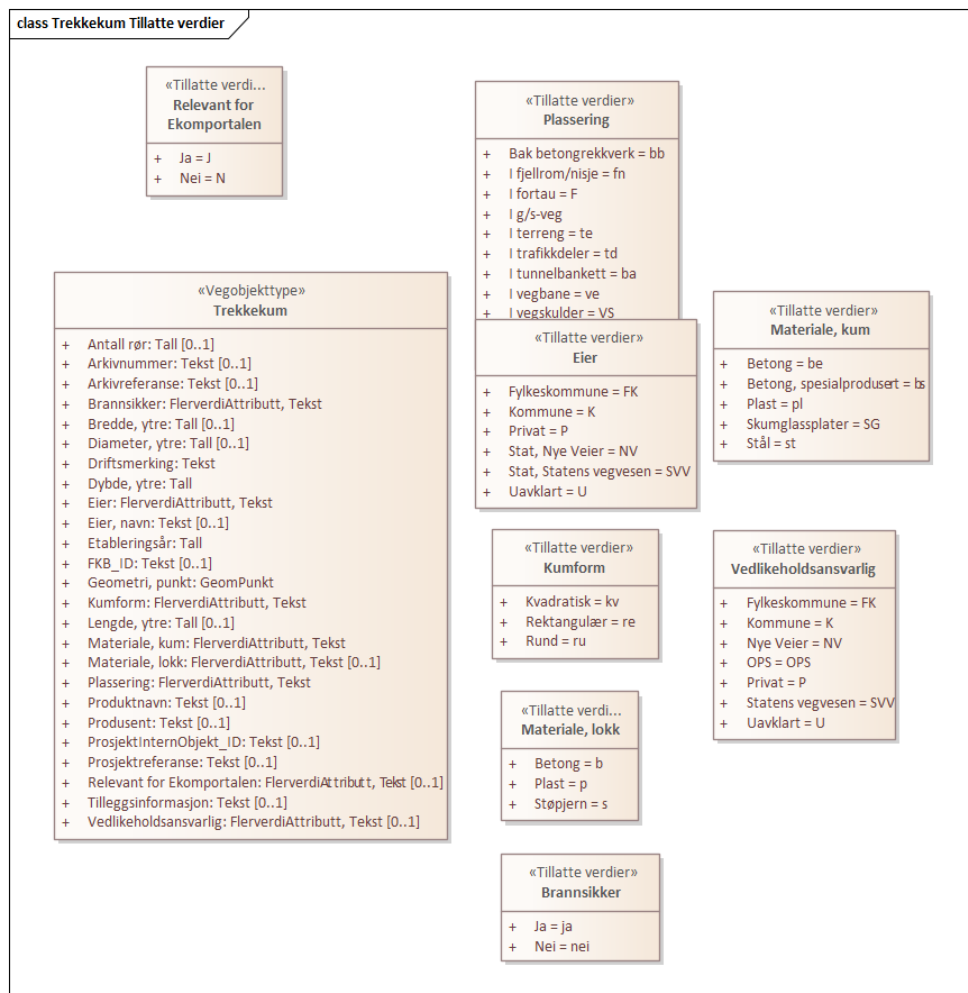 class Trekkekum Tillatte verdier
«Tillatte verdi...
Relevant for
Ekomportalen
+ Ja = J
+ Nei = N
«Tillatte verdier»
Plassering
+ Bak betongrekkverk = bb
+ I fjellrom/nisje = fn
+ I fortau = F
+ I g/s-veg
+ I terreng = te
+ I trafikkdeler = td
+ I tunnelbankett = ba
+ I vegbane = ve
+ I vegskulder = VS
«Vegobjekttype»
Trekkekum
+ Antall rør: Tall [0..1]
+ Arkivnummer: Tekst [0..1]
+ Arkivreferanse: Tekst [0..1]
+ Brannsikker: FlerverdiAttributt, Tekst
+ Bredde, ytre: Tall [0..1]
+ Diameter, ytre: Tall [0..1]
+ Driftsmerking: Tekst
+ Dybde, ytre: Tall
+ Eier: FlerverdiAttributt, Tekst
+ Eier, navn: Tekst [0..1]
+ Etableringsår: Tall
+ FKB_ID: Tekst [0..1]
+ Geometri, punkt: GeomPunkt
+ Kumform: FlerverdiAttributt, Tekst
+ Lengde, ytre: Tall [0..1]
+ Materiale, kum: FlerverdiAttributt, Tekst
+ Materiale, lokk: FlerverdiAttributt, Tekst [0..1]
+ Plassering: FlerverdiAttributt, Tekst
+ Produktnavn: Tekst [0..1]
+ Produsent: Tekst [0..1]
+ ProsjektInternObjekt_ID: Tekst [0..1]
+ Prosjektreferanse: Tekst [0..1]
+ Relevant for Ekomportalen: FlerverdiAttributt, Tekst [0..1]
+ Tilleggsinformasjon: Tekst [0..1]
+ Vedlikeholdsansvarlig: FlerverdiAttributt, Tekst [0..1]
«Tillatte verdier»
Eier
+ Fylkeskommune = FK
+ Kommune = K
+ Privat = P
+ Stat, Nye Veier = NV
+ Stat, Statens vegvesen = SVV
+ Uavklart = U
«Tillatte verdier»
Materiale, kum
+ Betong = be
+ Betong, spesialprodusert = bs
+ Plast = pl
+ Skumglassplater = SG
+ Stål = st
«Tillatte verdier»
Kumform
+ Kvadratisk = kv
+ Rektangulær = re
+ Rund = ru
«Tillatte verdier»
Vedlikeholdsansvarlig
+ Fylkeskommune = FK
+ Kommune = K
+ Nye Veier = NV
+ OPS = OPS
+ Privat = P
+ Statens vegvesen = SVV
+ Uavklart = U
«Tillatte verdi...
Materiale, lokk
+ Betong = b
+ Plast = p
+ Støpjern = s
«Tillatte verdier»
Brannsikker
+ Ja = ja
+ Nei = nei